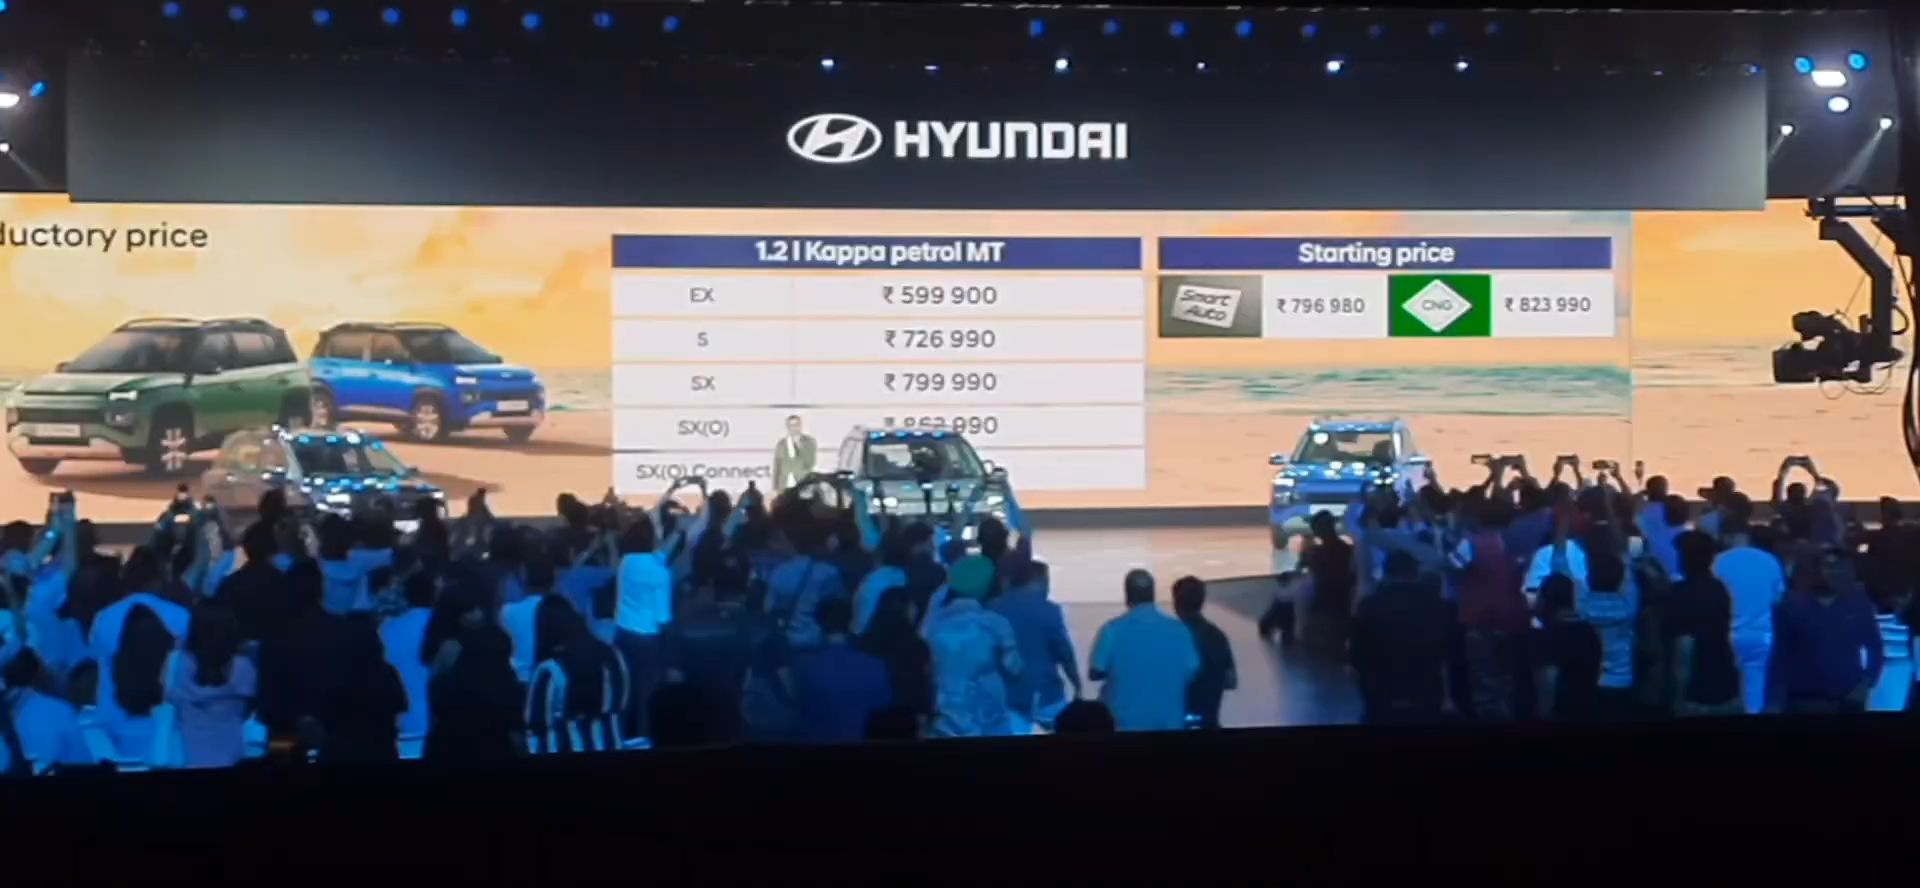 HYUNDAI
ductory price
1.2 l Kappa petrol MT
EX ₹ 599 900
S ₹ 726 990
SX ₹ 799 990
SX(O) 990
SX(O) Connect
Starting price
Smart Auto ₹ 796 980 CNG ₹ 823 990